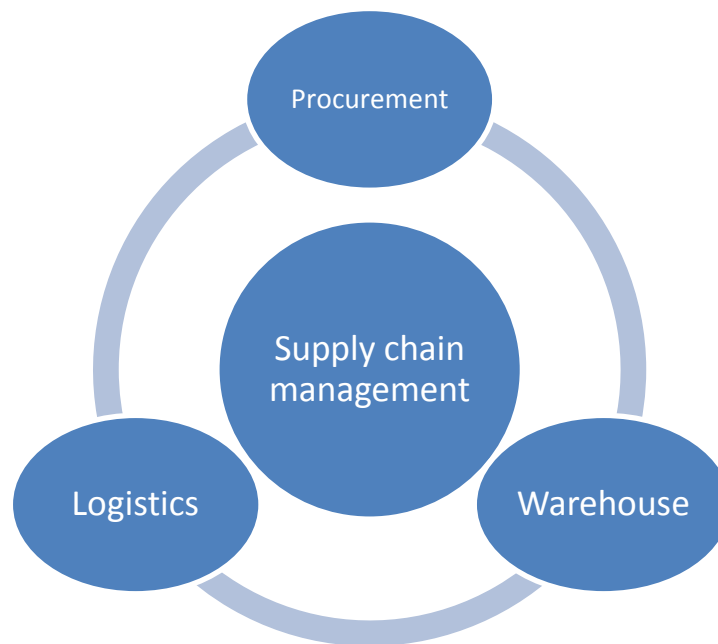 Procurement
Supply chain
management
Logistics
Warehouse